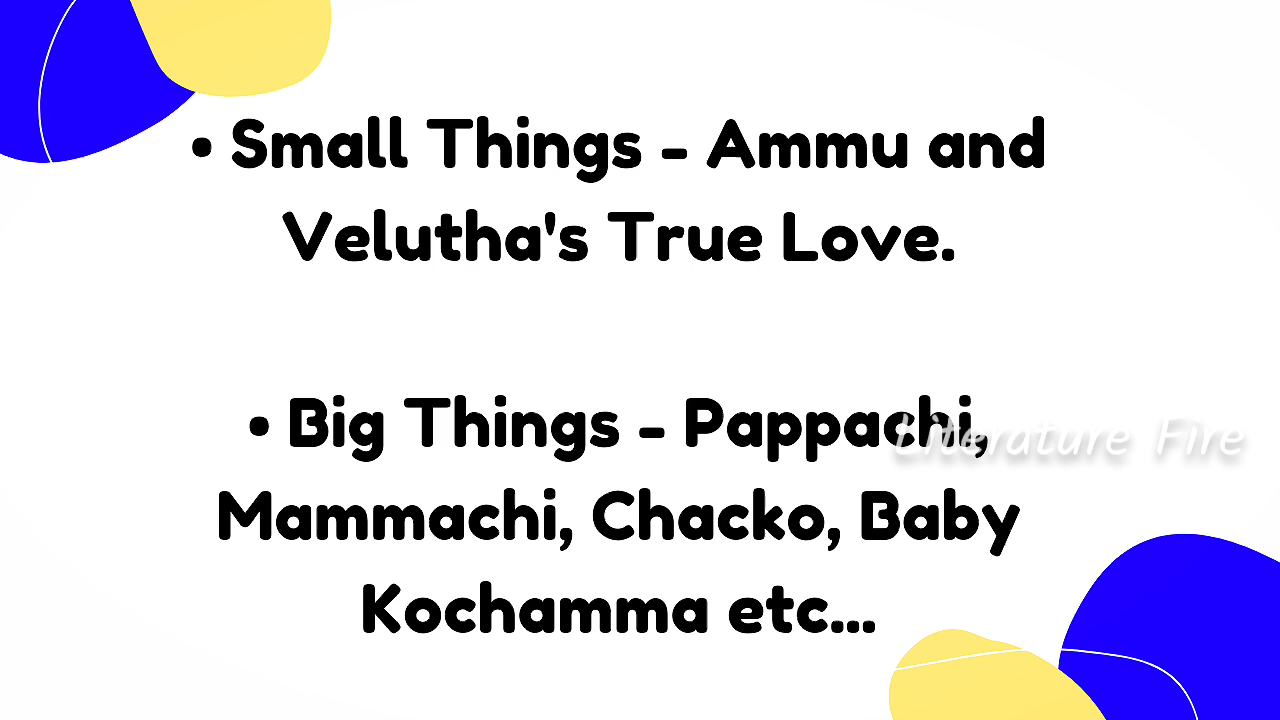 • Small Things - Ammu and
Velutha's True Love.
• Big Things - Pappachi,
Literature Fire
Mammachi, Chacko, Baby
Kochamma etc...